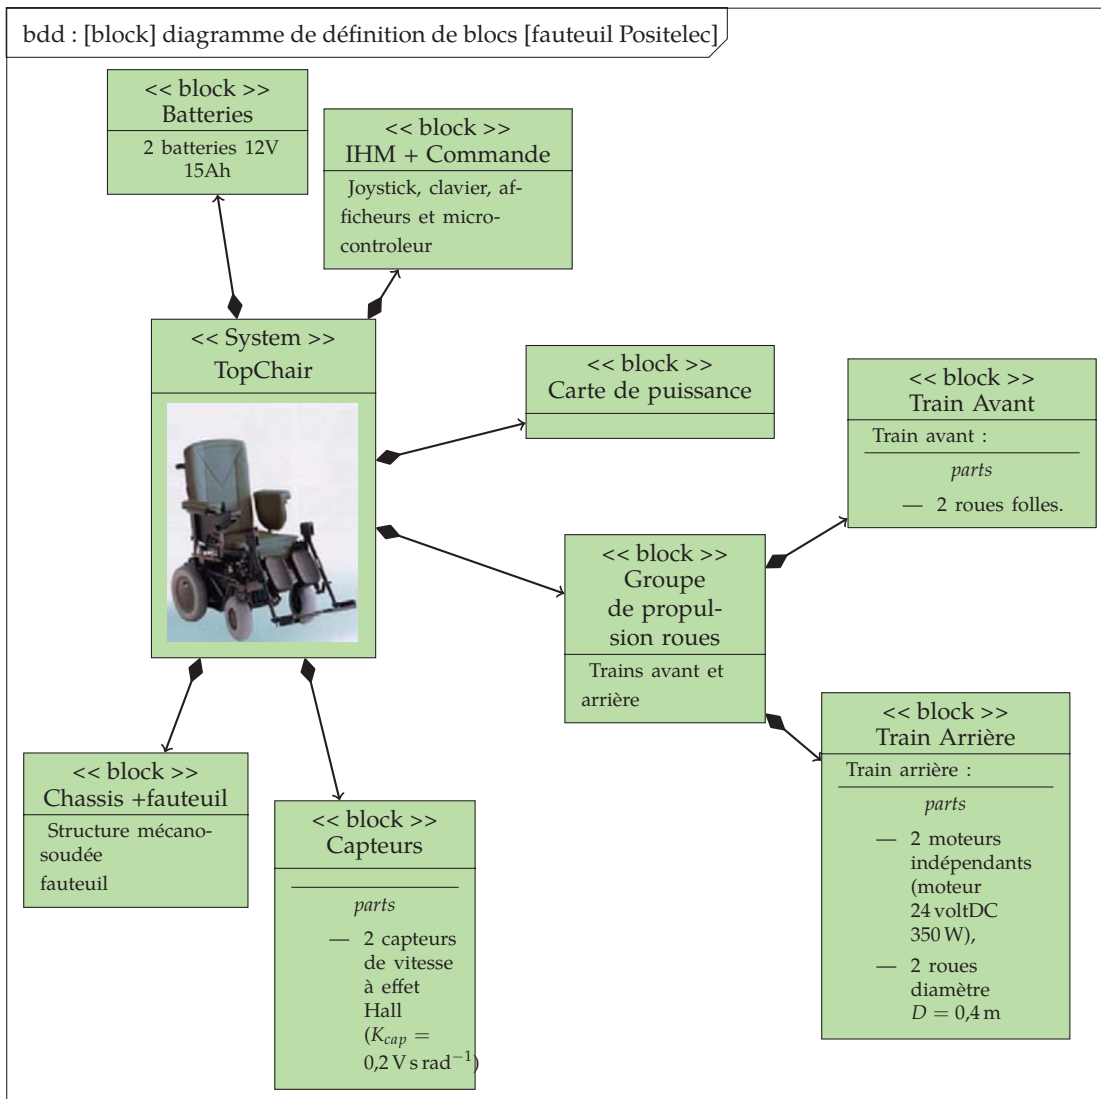 bdd : [block] diagramme de définition de blocs [fauteuil Positelec]
<< block >>
Batteries
2 batteries 12V
15Ah
<< block >>
IHM + Commande
Joystick, clavier, af-
ficheurs et micro-
controleur
<< System >>
TopChair
<< block >>
Carte de puissance
<< block >>
Train Avant
Train avant :
parts
— 2 roues folles.
<< block >>
Groupe
de propul-
sion roues
Trains avant et
arrière
<< block >>
Train Arrière
Train arrière :
parts
— 2 moteurs
indépendants
(moteur
24 voltDC
350 W),
— 2 roues
diamètre
D = 0,4 m
<< block >>
Chassis +fauteuil
Structure mécano-
soudée
fauteuil
<< block >>
Capteurs
parts
— 2 capteurs
de vitesse
à effet
Hall
(K_cap =
0,2 V s rad⁻¹)